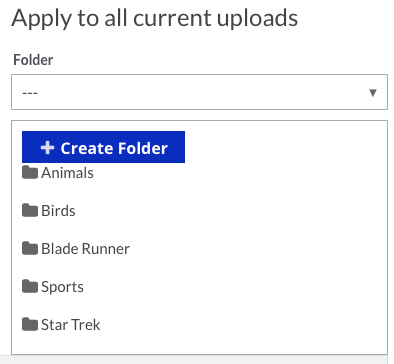 Apply to all current uploads
Folder
---
Create Folder
Animals
Birds
Blade Runner
Sports
Star Trek